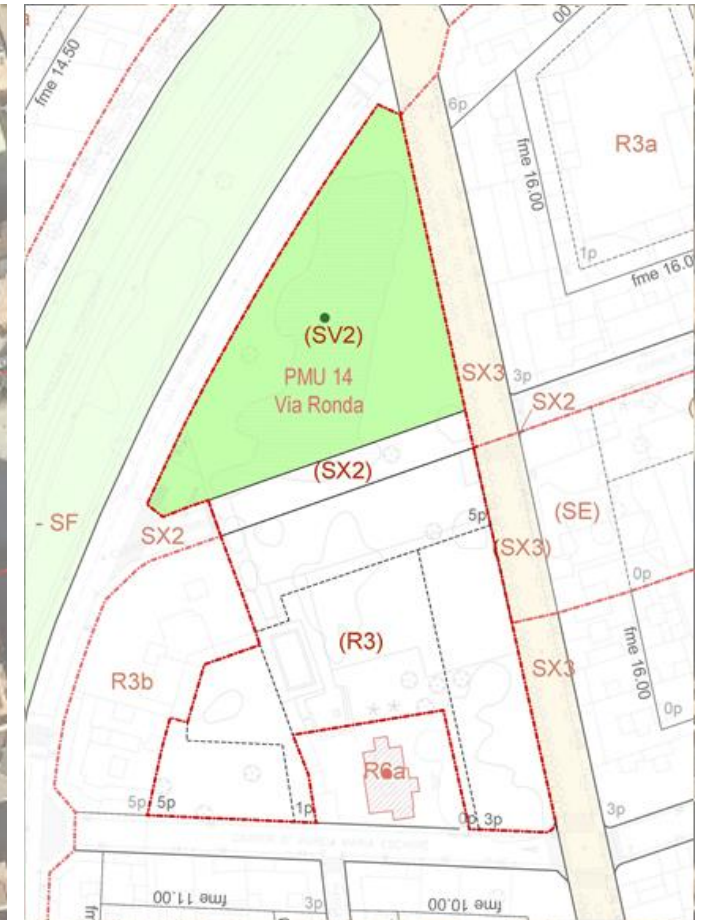 fme 14.50
00
6p
R3a
fme 16.00
1p
fme 16.0
(SV2)
PMU 14
Via Ronda
SX3
3p
SX2
(SX2)
- SF
SX2
5p
(SX3)
(SE)
0p
(R3)
R3b
SX3
fme 16.00
0p
R6a
5p
5p
1p
0p
3p
3p
fme 11.00
3p
fme 10.00